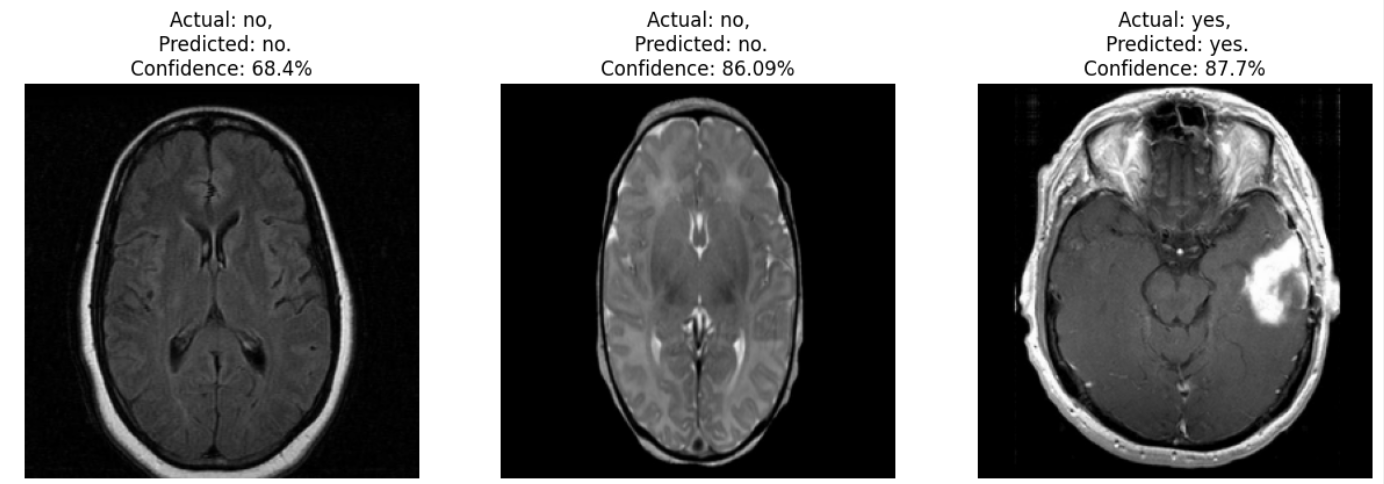 Actual: no,
Predicted: no.
Confidence: 68.4%
Actual: no,
Predicted: no.
Confidence: 86.09%
Actual: yes,
Predicted: yes.
Confidence: 87.7%